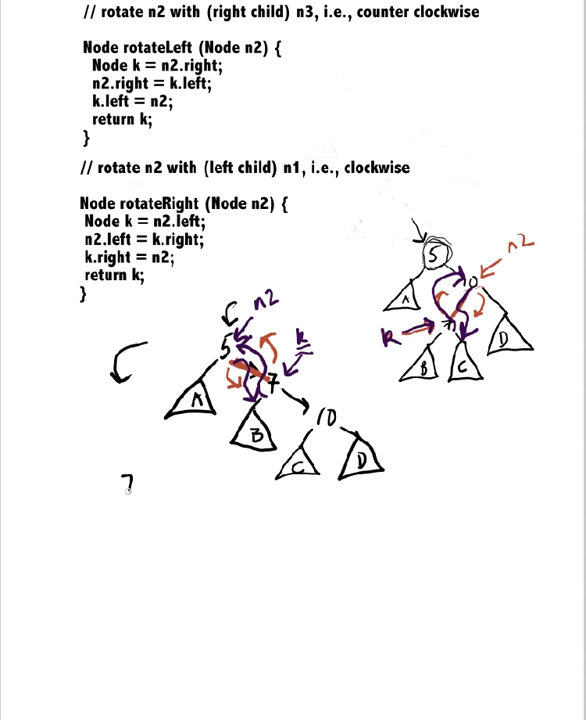 // rotate n2 with (right child) n3, i.e., counter clockwise
Node rotateLeft (Node n2) {
Node k = n2.right;
n2.right = k.left;
k.left = n2;
return k;
}
// rotate n2 with (left child) n1, i.e., clockwise
Node rotateRight (Node n2) {
Node k = n2.left;
n2.left = k.right;
k.right = n2;
return k;
}
n2
5
10
A
k
7
D
B
C
n2
5
k
7
A
10
B
C
D
7